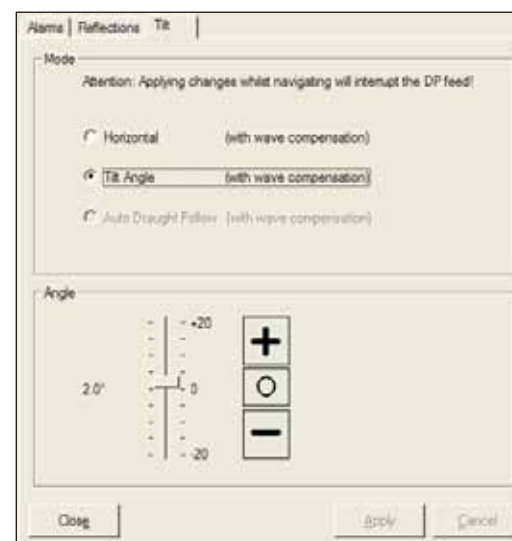 Alarms Reflections Tilt
Mode
Attention: Applying changes whilst navigating will interrupt the DP feed!
Horizontal (with wave compensation)
Tilt Angle (with wave compensation)
Auto Draught Follow (with wave compensation)
Angle
+20
2.0° 0
-20
Close Apply Cancel